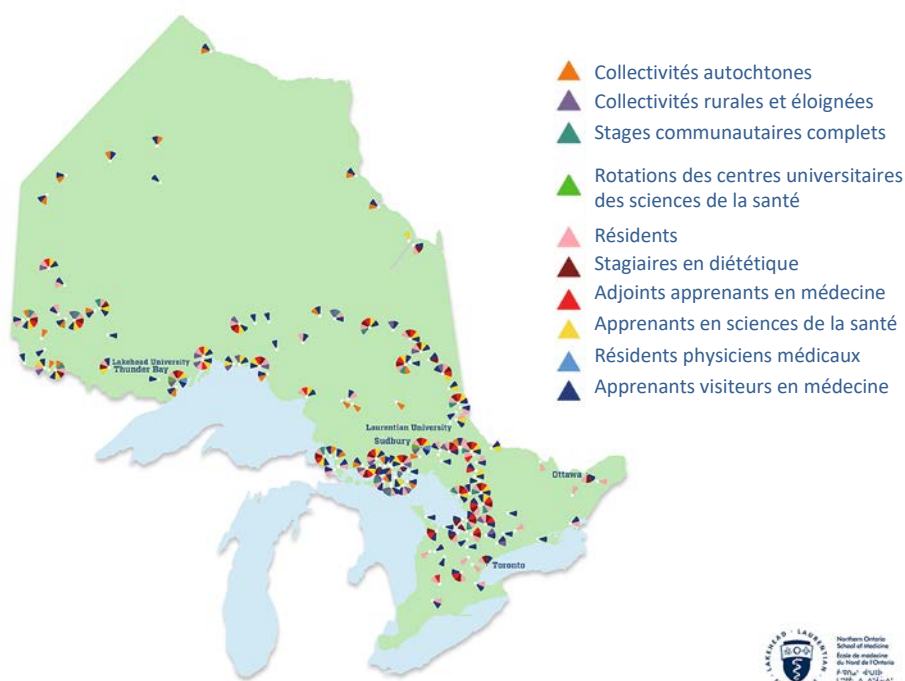 Collectivités autochtones
Collectivités rurales et éloignées
Stages communautaires complets
Rotations des centres universitaires
des sciences de la santé
Résidents
Stagiaires en diététique
Adjoints apprenants en médecine
Apprenants en sciences de la santé
Résidents physiciens médicaux
Apprenants visiteurs en médecine
Lakehead University
Thunder Bay
Laurentian University
Sudbury
Ottawa
Toronto
LAKEHEAD · LAURENTIAN
Northern Ontario
School of Medicine
École de médecine
du Nord de l'Ontario